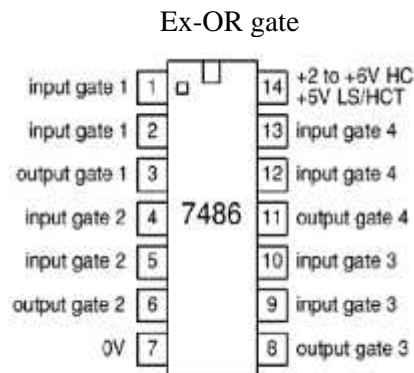 Ex-OR gate
input gate 1 1
input gate 1 2
output gate 1 3
input gate 2 4
input gate 2 5
output gate 2 6
0V 7
7486
14 +2 to +6V HC
+5V LS/HCT
13 input gate 4
12 input gate 4
11 output gate 4
10 input gate 3
9 input gate 3
8 output gate 3